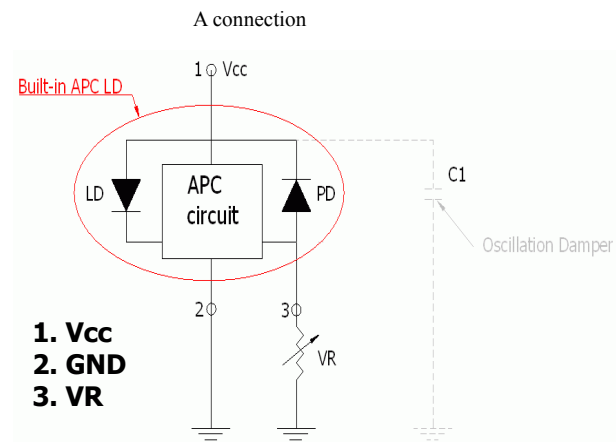 A connection
1 Vcc
Built-in APC LD
LD
APC
circuit
PD
C1
Oscillation Damper
2
3
VR
1. Vcc
2. GND
3. VR